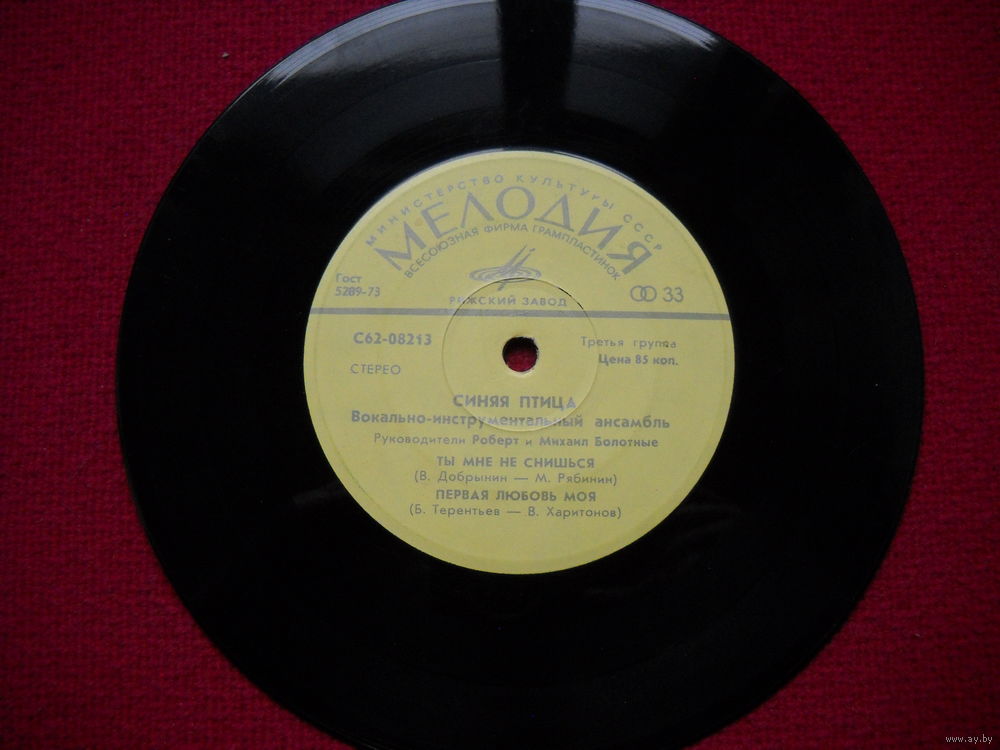 МИНИСТЕРСТВО КУЛЬТУРЫ СССР
МЕЛОДИЯ
ВСЕСОЮЗНАЯ ФИРМА ГРАМПЛАСТИНОК
Гост
5289-73
33
РИЖСКИЙ ЗАВОД
С62-08213
Третья группа
Цена 85 коп.
СТЕРЕО
СИНЯЯ ПТИЦА
Вокально-инструментальный ансамбль
Руководители Роберт и Михаил Болотные
ТЫ МНЕ НЕ СНИШЬСЯ
(В. Добрынин — М. Рябинин)
ПЕРВАЯ ЛЮБОВЬ МОЯ
(Б. Терентьев — В. Харитонов)
www.ay.by